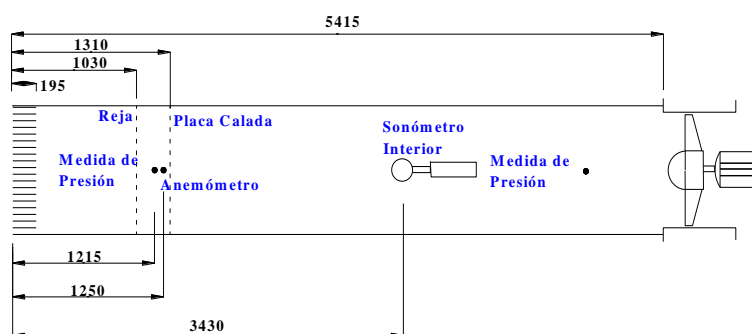 5415
1310
1030
195
Reja
Placa Calada
Sonómetro
Interior
Medida de
Presión
Anemómetro
Medida de
Presión
1215
1250
3430